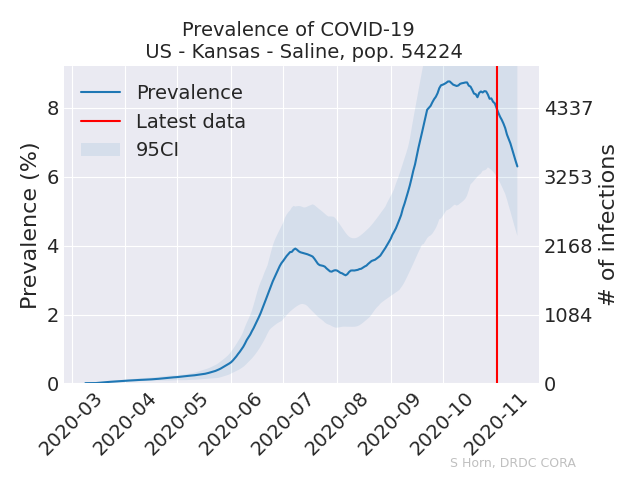 Prevalence of COVID-19
US - Kansas - Saline, pop. 54224
Prevalence
Latest data
95CI
Prevalence (%)
8
6
4
2
0
4337
3253
2168
1084
0
# of infections
2020-03
2020-04
2020-05
2020-06
2020-07
2020-08
2020-09
2020-10
2020-11
S Horn, DRDC CORA